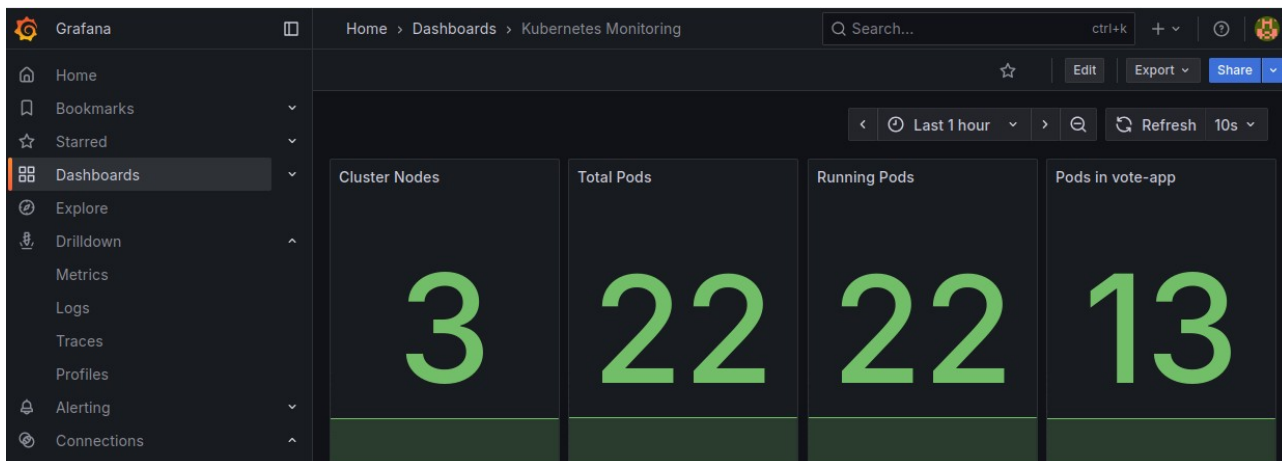 Grafana
Home › Dashboards › Kubernetes Monitoring
Search...
ctrl+k
Home
Bookmarks
Starred
Dashboards
Explore
Drilldown
Metrics
Logs
Traces
Profiles
Alerting
Connections
Edit
Export
Share
Last 1 hour
Refresh
10s
Cluster Nodes
3
Total Pods
22
Running Pods
22
Pods in vote-app
13